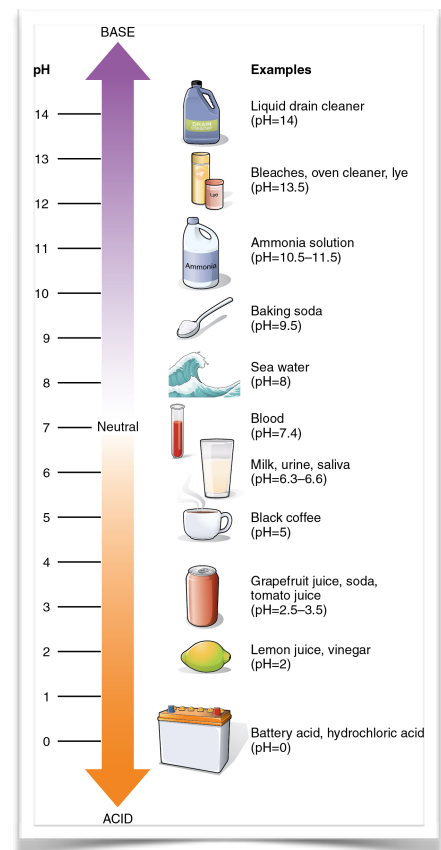 BASE
pH
Examples
14
Liquid drain cleaner
(pH=14)
DRAIN
13
Bleaches, oven cleaner, lye
(pH=13.5)
Lye
12
11
Ammonia solution
(pH=10.5–11.5)
Ammonia
10
Baking soda
(pH=9.5)
9
Sea water
(pH=8)
8
Blood
(pH=7.4)
7
Neutral
Milk, urine, saliva
(pH=6.3–6.6)
6
Black coffee
(pH=5)
5
4
Grapefruit juice, soda,
tomato juice
(pH=2.5–3.5)
3
Lemon juice, vinegar
(pH=2)
2
1
Battery acid, hydrochloric acid
(pH=0)
0
ACID